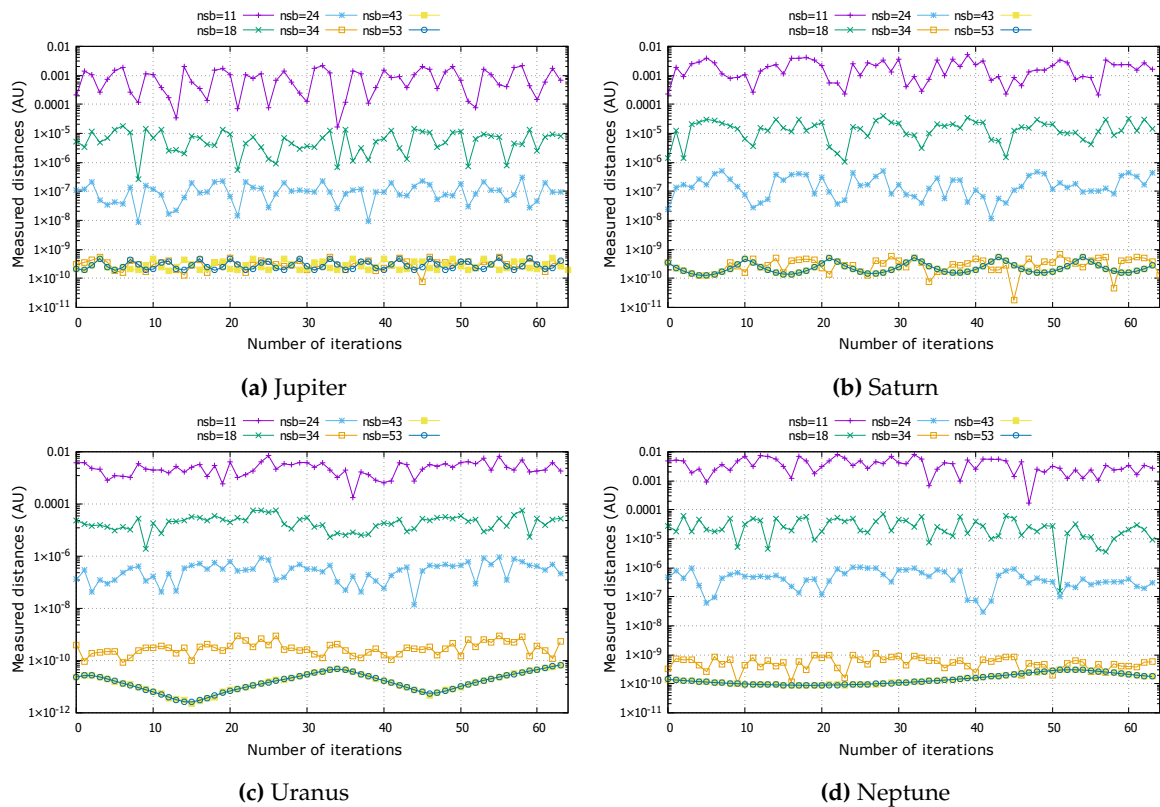 nsb=11 nsb=24 nsb=43
nsb=18 nsb=34 nsb=53
Measured distances (AU)
0.01
0.001
0.0001
1×10⁻⁵
1×10⁻⁶
1×10⁻⁷
1×10⁻⁸
1×10⁻⁹
1×10⁻¹⁰
1×10⁻¹¹
0 10 20 30 40 50 60
Number of iterations
(a) Jupiter
nsb=11 nsb=24 nsb=43
nsb=18 nsb=34 nsb=53
Measured distances (AU)
0.01
0.001
0.0001
1×10⁻⁵
1×10⁻⁶
1×10⁻⁷
1×10⁻⁸
1×10⁻⁹
1×10⁻¹⁰
1×10⁻¹¹
0 10 20 30 40 50 60
Number of iterations
(b) Saturn
nsb=11 nsb=24 nsb=43
nsb=18 nsb=34 nsb=53
Measured distances (AU)
0.01
0.0001
1×10⁻⁶
1×10⁻⁸
1×10⁻¹⁰
1×10⁻¹²
0 10 20 30 40 50 60
Number of iterations
(c) Uranus
nsb=11 nsb=24 nsb=43
nsb=18 nsb=34 nsb=53
Measured distances (AU)
0.01
0.001
0.0001
1×10⁻⁵
1×10⁻⁶
1×10⁻⁷
1×10⁻⁸
1×10⁻⁹
1×10⁻¹⁰
1×10⁻¹¹
0 10 20 30 40 50 60
Number of iterations
(d) Neptune